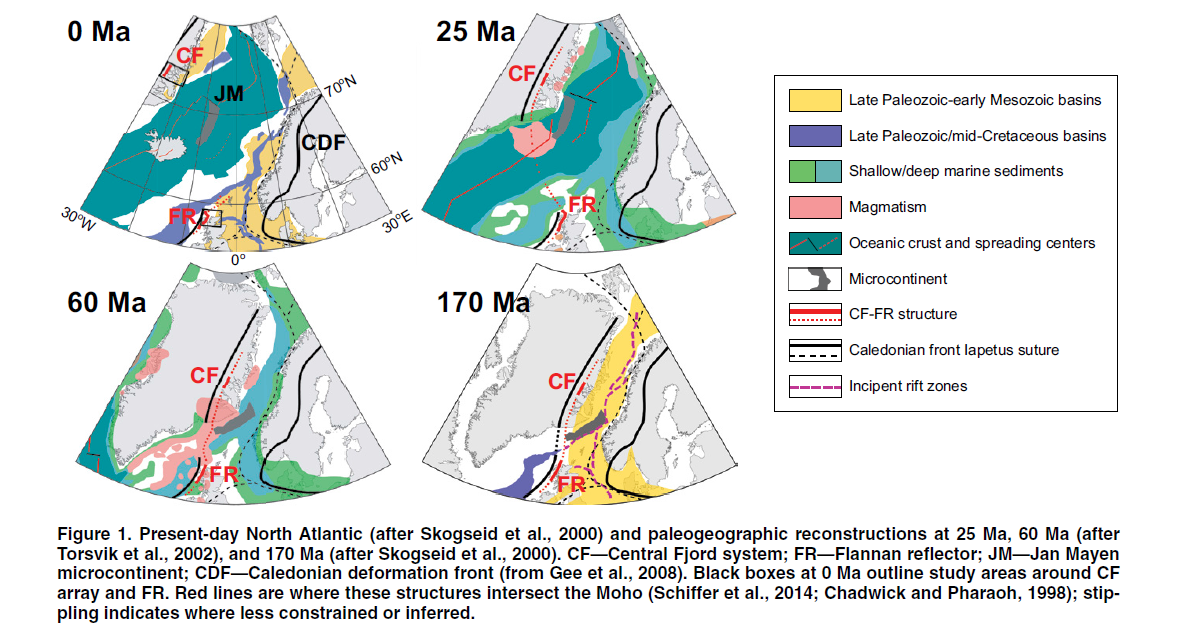 0 Ma
CF
JM
CDF
FR
70°N
60°N
30°W
0°
30°E
25 Ma
CF
FR
60 Ma
CF
FR
170 Ma
CF
FR
Late Paleozoic-early Mesozoic basins
Late Paleozoic/mid-Cretaceous basins
Shallow/deep marine sediments
Magmatism
Oceanic crust and spreading centers
Microcontinent
CF-FR structure
Caledonian front Iapetus suture
Incipent rift zones
Figure 1. Present-day North Atlantic (after Skogseid et al., 2000) and paleogeographic reconstructions at 25 Ma, 60 Ma (after
Torsvik et al., 2002), and 170 Ma (after Skogseid et al., 2000). CF—Central Fjord system; FR—Flannan reflector; JM—Jan Mayen
microcontinent; CDF—Caledonian deformation front (from Gee et al., 2008). Black boxes at 0 Ma outline study areas around CF
array and FR. Red lines are where these structures intersect the Moho (Schiffer et al., 2014; Chadwick and Pharaoh, 1998); stip-
pling indicates where less constrained or inferred.